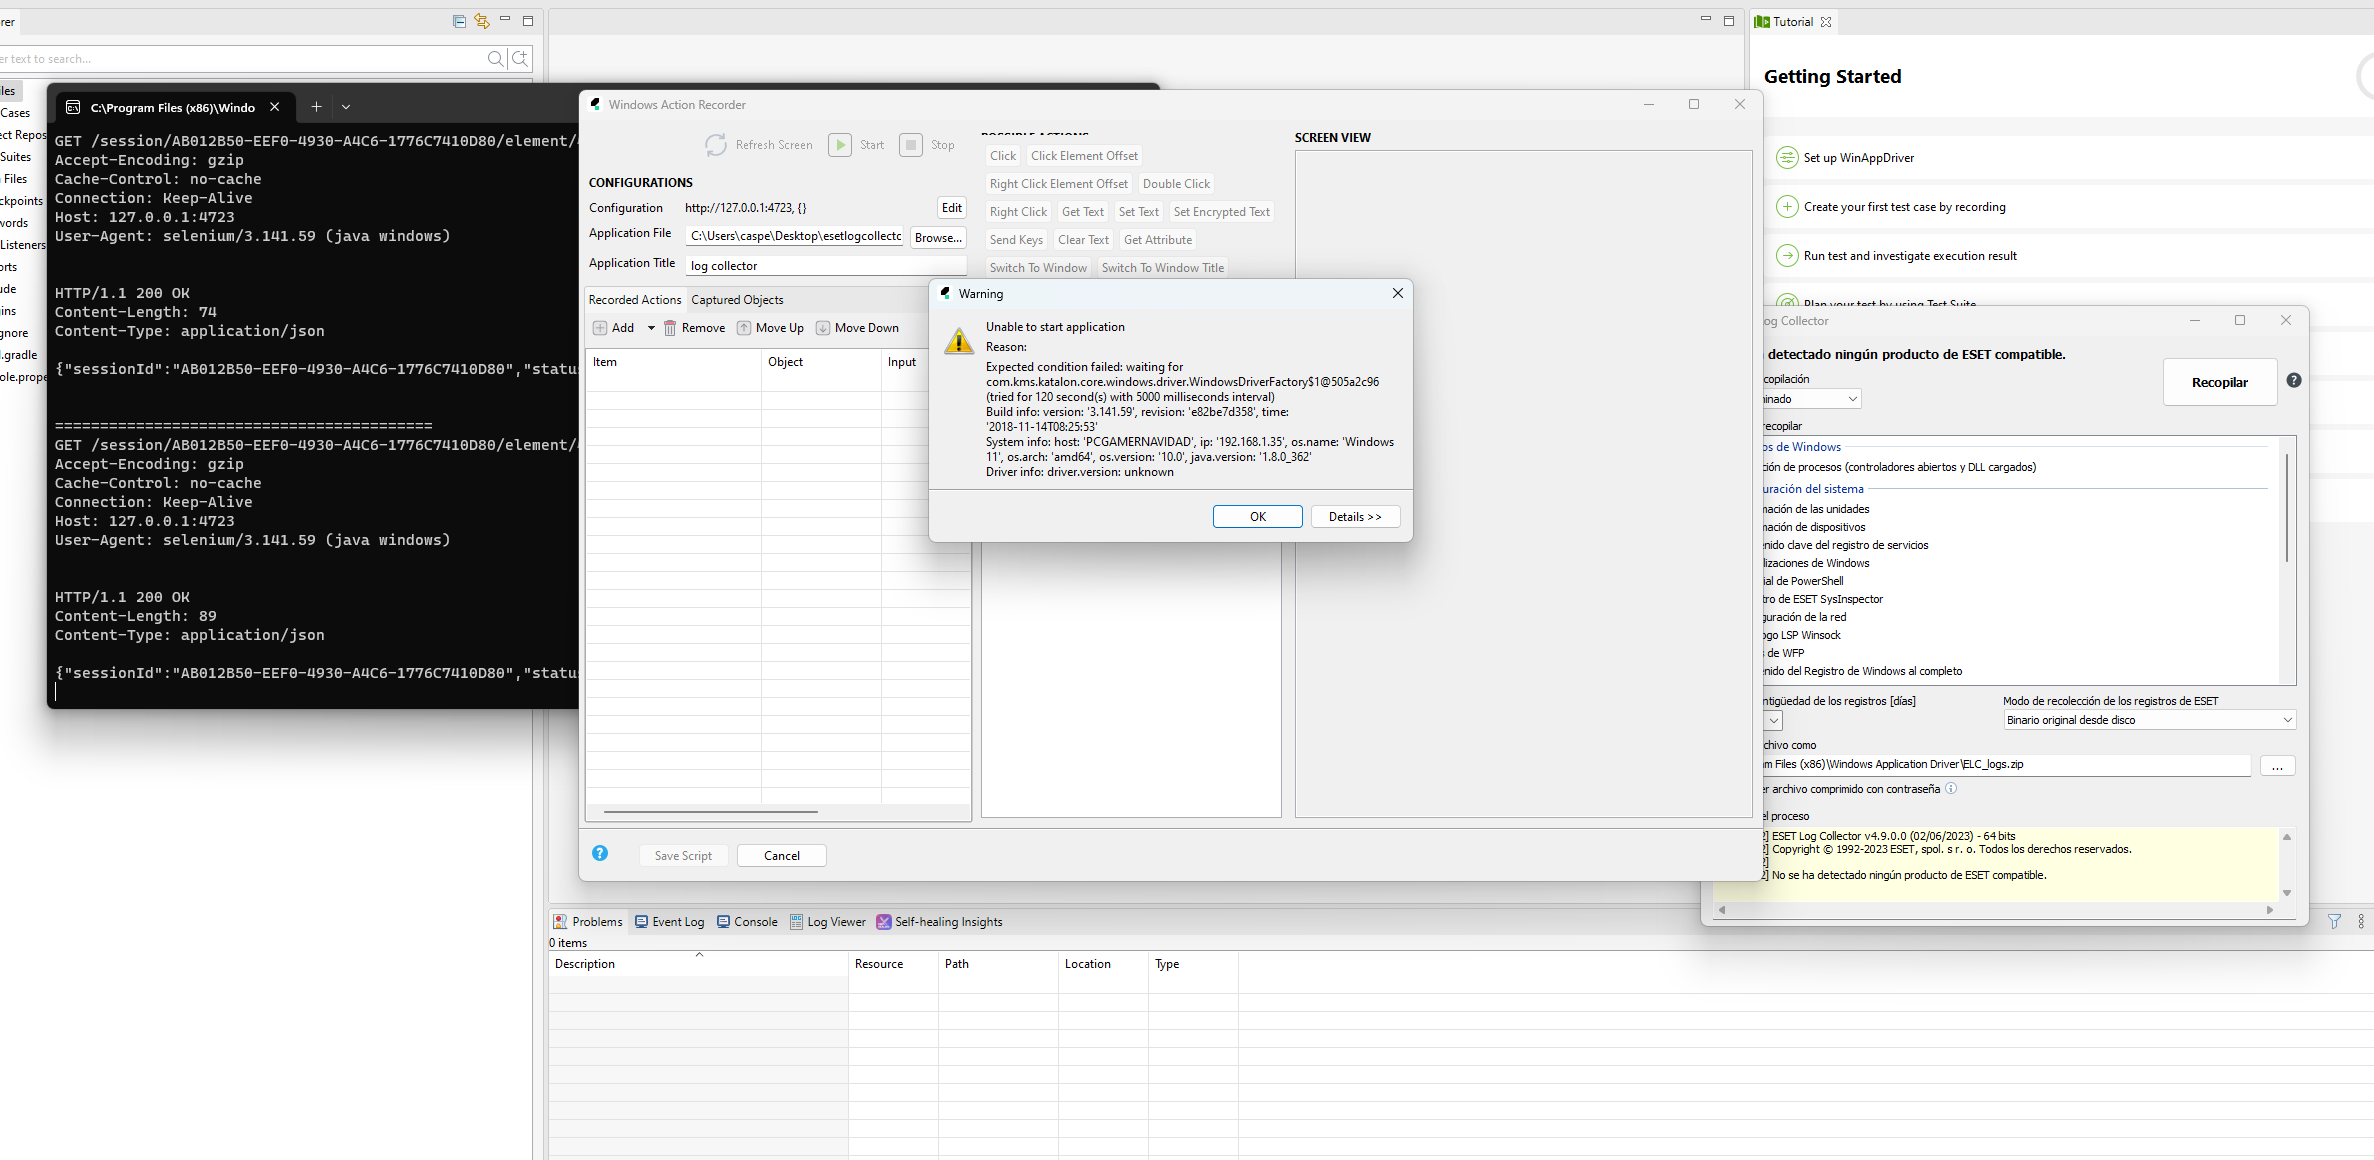 rer
er text to search...
iles
Cases
ect Repos
Suites
Files
ckpoints
words
Listeners
orts
ude
ins
gnore
l.gradle
ole.prope
C:\Program Files (x86)\Windo
GET /session/AB012B50-EEF0-4930-A4C6-1776C7410D80/element/
Accept-Encoding: gzip
Cache-Control: no-cache
Connection: Keep-Alive
Host: 127.0.0.1:4723
User-Agent: selenium/3.141.59 (java windows)
HTTP/1.1 200 OK
Content-Length: 74
Content-Type: application/json
{"sessionId":"AB012B50-EEF0-4930-A4C6-1776C7410D80","statu
==========================================
GET /session/AB012B50-EEF0-4930-A4C6-1776C7410D80/element/
Accept-Encoding: gzip
Cache-Control: no-cache
Connection: Keep-Alive
Host: 127.0.0.1:4723
User-Agent: selenium/3.141.59 (java windows)
HTTP/1.1 200 OK
Content-Length: 89
Content-Type: application/json
{"sessionId":"AB012B50-EEF0-4930-A4C6-1776C7410D80","statu
Windows Action Recorder
Refresh Screen Start Stop
CONFIGURATIONS
Configuration http://127.0.0.1:4723, {} Edit
Application File C:\Users\caspe\Desktop\esetlogcollectc Browse...
Application Title log collector
Recorded Actions Captured Objects
Add Remove Move Up Move Down
Item Object Input
POSSIBLE ACTIONS
Click Click Element Offset
Right Click Element Offset Double Click
Right Click Get Text Set Text Set Encrypted Text
Send Keys Clear Text Get Attribute
Switch To Window Switch To Window Title
SCREEN VIEW
Save Script Cancel
Warning
Unable to start application
Reason:
Expected condition failed: waiting for
com.kms.katalon.core.windows.driver.WindowsDriverFactory$1@505a2c96
(tried for 120 second(s) with 5000 milliseconds interval)
Build info: version: '3.141.59', revision: 'e82be7d358', time:
'2018-11-14T08:25:53'
System info: host: 'PCGAMERNAVIDAD', ip: '192.168.1.35', os.name: 'Windows
11', os.arch: 'amd64', os.version: '10.0', java.version: '1.8.0_362'
Driver info: driver.version: unknown
OK Details >>
Tutorial
Getting Started
Set up WinAppDriver
Create your first test case by recording
Run test and investigate execution result
Plan your test by using Test Suite
og Collector
detectado ningún producto de ESET compatible.
copilación
ninado
Recopilar
recopilar
os de Windows
ción de procesos (controladores abiertos y DLL cargados)
uración del sistema
mación de las unidades
mación de dispositivos
nido clave del registro de servicios
lizaciones de Windows
ial de PowerShell
tro de ESET SysInspector
guración de la red
ogo LSP Winsock
s de WFP
nido del Registro de Windows al completo
ntigüedad de los registros [días] Modo de recolección de los registros de ESET
Binario original desde disco
chivo como
m Files (x86)\Windows Application Driver\ELC_logs.zip ...
er archivo comprimido con contraseña
el proceso
2] ESET Log Collector v4.9.0.0 (02/06/2023) - 64 bits
2] Copyright © 1992-2023 ESET, spol. s r. o. Todos los derechos reservados.
2]
2] No se ha detectado ningún producto de ESET compatible.
Problems Event Log Console Log Viewer Self-healing Insights
0 items
Description Resource Path Location Type